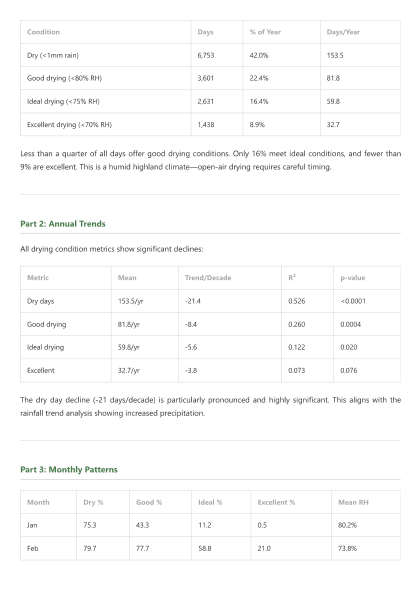 Condition Days % of Year Days/Year
Dry (<1mm rain) 6,753 42.0% 153.5
Good drying (<80% RH) 3,601 22.4% 81.8
Ideal drying (<75% RH) 2,631 16.4% 59.8
Excellent drying (<70% RH) 1,438 8.9% 32.7
Less than a quarter of all days offer good drying conditions. Only 16% meet ideal conditions, and fewer than
9% are excellent. This is a humid highland climate—open-air drying requires careful timing.
Part 2: Annual Trends
All drying condition metrics show significant declines:
Metric Mean Trend/Decade R² p-value
Dry days 153.5/yr -21.4 0.526 <0.0001
Good drying 81.8/yr -8.4 0.260 0.0004
Ideal drying 59.8/yr -5.6 0.122 0.020
Excellent 32.7/yr -3.8 0.073 0.076
The dry day decline (-21 days/decade) is particularly pronounced and highly significant. This aligns with the
rainfall trend analysis showing increased precipitation.
Part 3: Monthly Patterns
Month Dry % Good % Ideal % Excellent % Mean RH
Jan 75.3 43.3 11.2 0.5 80.2%
Feb 79.7 77.7 58.8 21.0 73.8%